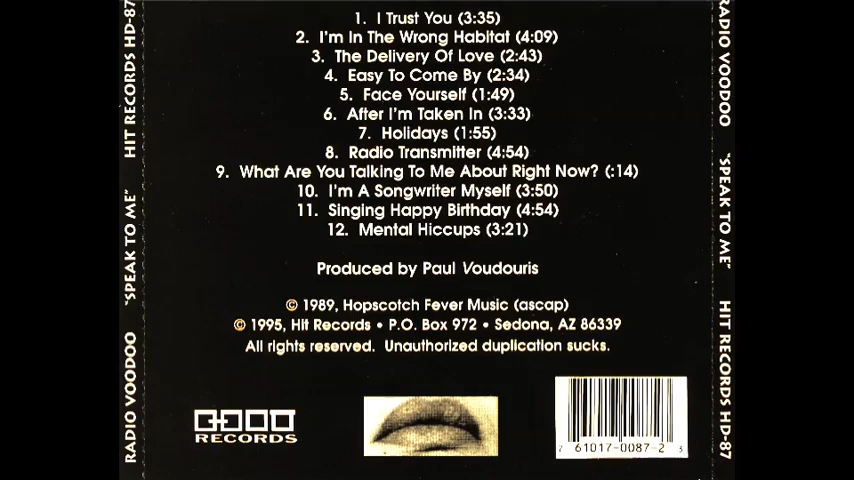 1. I Trust You (3:35)
2. I'm In The Wrong Habitat (4:09)
3. The Delivery Of Love (2:43)
4. Easy To Come By (2:34)
5. Face Yourself (1:49)
6. After I'm Taken In (3:33)
7. Holidays (1:55)
8. Radio Transmitter (4:54)
9. What Are You Talking To Me About Right Now? (:14)
10. I'm A Songwriter Myself (3:50)
11. Singing Happy Birthday (4:54)
12. Mental Hiccups (3:21)
Produced by Paul Voudouris
© 1989, Hopscotch Fever Music (ascap)
© 1995, Hit Records • P.O. Box 972 • Sedona, AZ 86339
All rights reserved. Unauthorized duplication sucks.
RECORDS
2 61017-0087-2 3
RADIO VOODOO "SPEAK TO ME" HIT RECORDS HD-87
RADIO VOODOO "SPEAK TO ME" HIT RECORDS HD-87